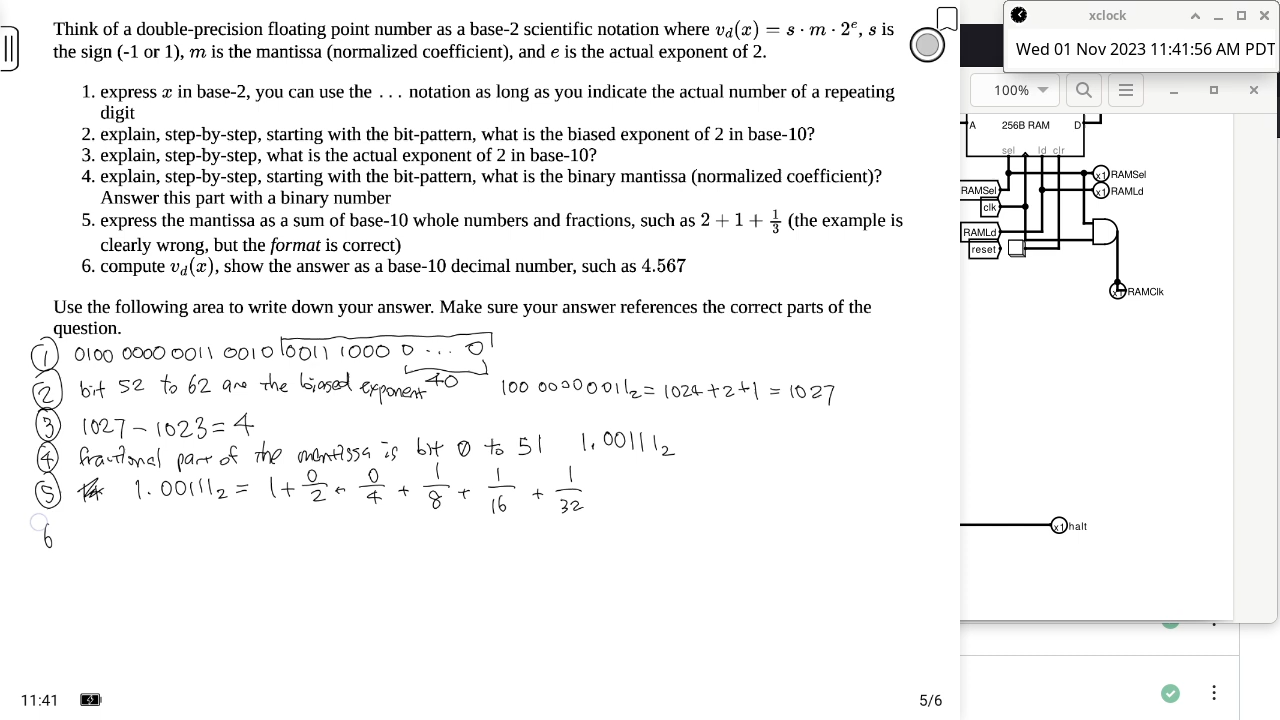 Think of a double-precision floating point number as a base-2 scientific notation where v_d(x) = s · m · 2^e, s is
the sign (-1 or 1), m is the mantissa (normalized coefficient), and e is the actual exponent of 2.
1. express x in base-2, you can use the ... notation as long as you indicate the actual number of a repeating
digit
2. explain, step-by-step, starting with the bit-pattern, what is the biased exponent of 2 in base-10?
3. explain, step-by-step, what is the actual exponent of 2 in base-10?
4. explain, step-by-step, starting with the bit-pattern, what is the binary mantissa (normalized coefficient)?
Answer this part with a binary number
5. express the mantissa as a sum of base-10 whole numbers and fractions, such as 2 + 1 + 1/3 (the example is
clearly wrong, but the format is correct)
6. compute v_d(x), show the answer as a base-10 decimal number, such as 4.567
Use the following area to write down your answer. Make sure your answer references the correct parts of the
question.
1 0100 0000 0011 0010 0011 1000 0 ... 0
40
2 bit 52 to 62 are the biased exponent 100 0000 0011₂ = 1024 + 2 + 1 = 1027
3 1027 - 1023 = 4
4 fractional part of the mantissa is bit 0 to 51 1.00111₂
5 1.00111₂ = 1 + 0/2 + 0/4 + 1/8 + 1/16 + 1/32
6
11:41
5/6
xclock
Wed 01 Nov 2023 11:41:56 AM PDT
100%
A 256B RAM D
sel ld clr
x1 RAMSel
RAMSel
x1 RAMLd
clk
RAMLd
reset
x1 RAMClk
x1 halt